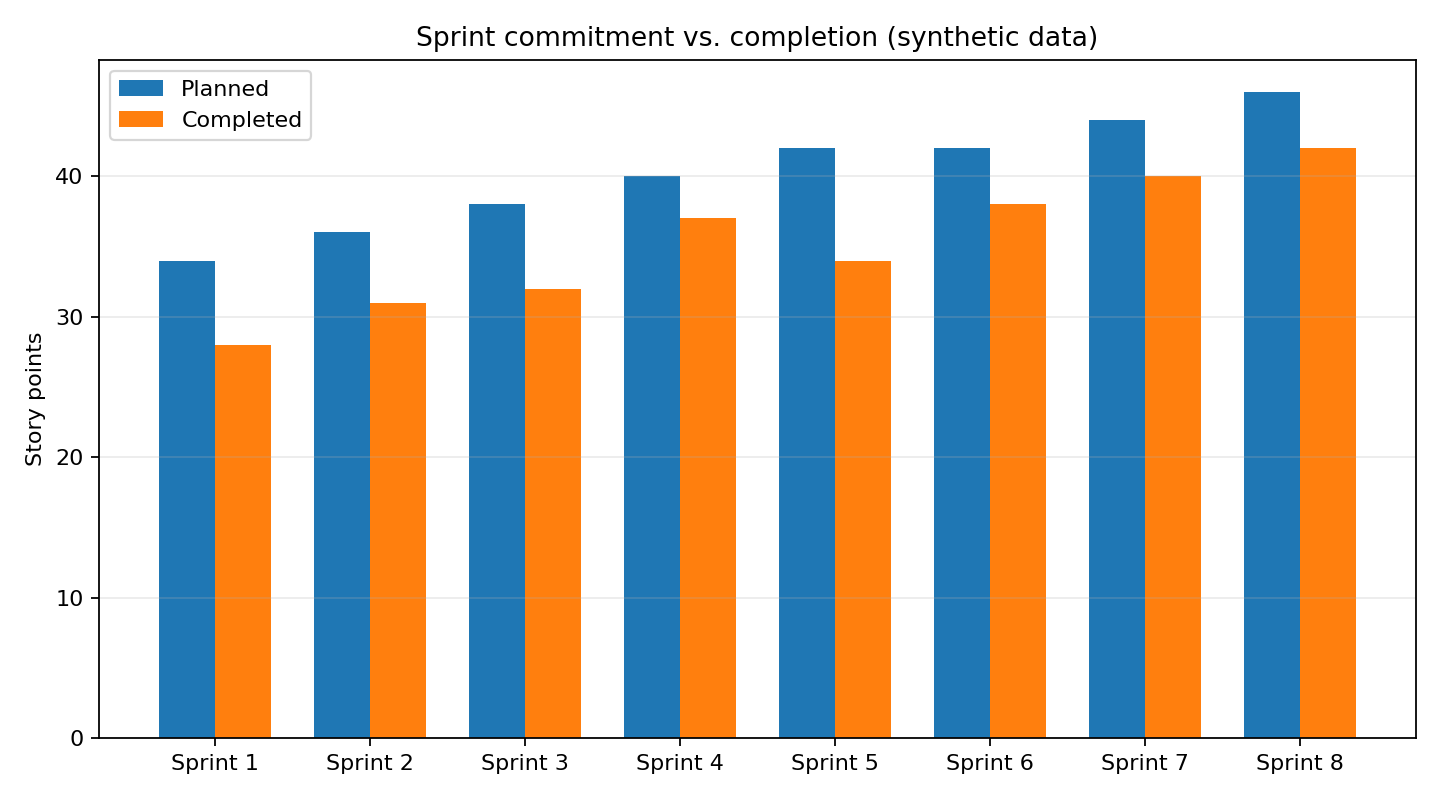 Sprint commitment vs. completion (synthetic data)
Planned
Completed
Story points
40
30
20
10
0
Sprint 1 Sprint 2 Sprint 3 Sprint 4 Sprint 5 Sprint 6 Sprint 7 Sprint 8